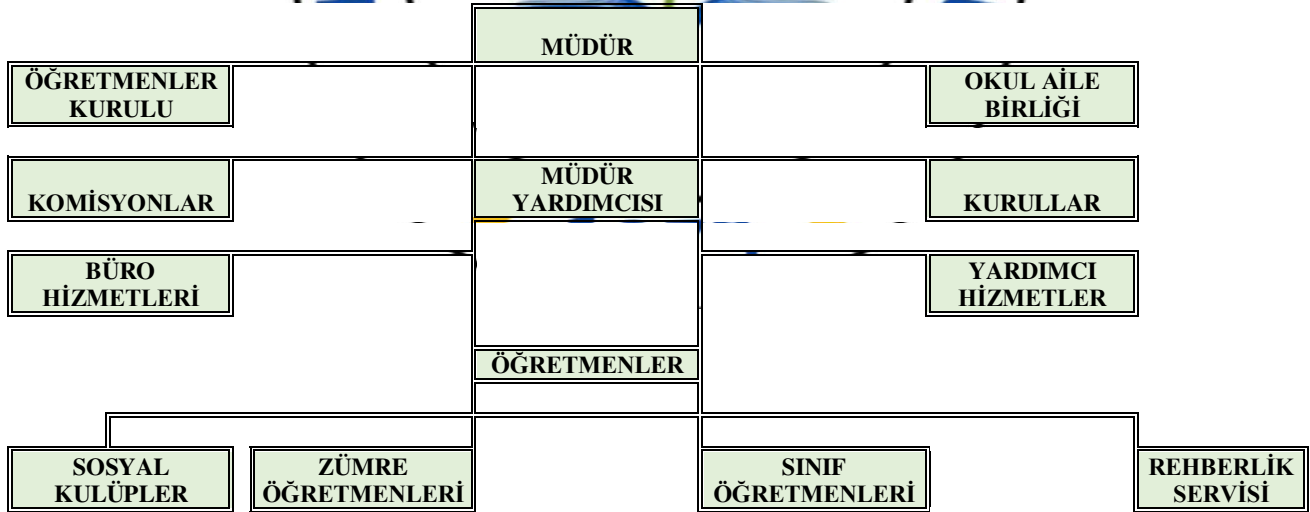 MÜDÜR
ÖĞRETMENLER
KURULU
OKUL AİLE
BİRLİĞİ
KOMİSYONLAR
MÜDÜR
YARDIMCISI
KURULLAR
BÜRO
HİZMETLERİ
YARDIMCI
HİZMETLER
ÖĞRETMENLER
SOSYAL
KULÜPLER
ZÜMRE
ÖĞRETMENLERİ
SINIF
ÖĞRETMENLERİ
REHBERLİK
SERVİSİ